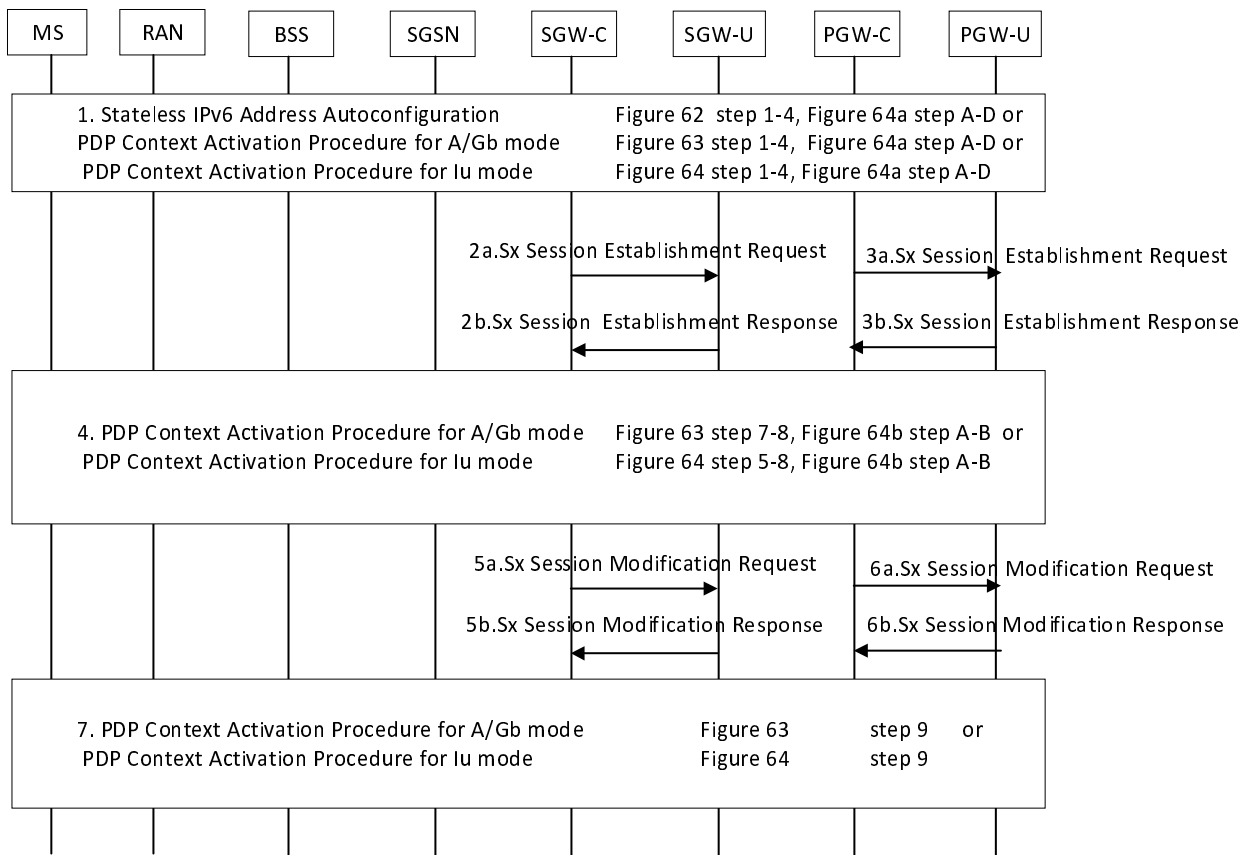 MS RAN BSS SGSN SGW-C SGW-U PGW-C PGW-U
1. Stateless IPv6 Address Autoconfiguration Figure 62 step 1-4, Figure 64a step A-D or
PDP Context Activation Procedure for A/Gb mode Figure 63 step 1-4, Figure 64a step A-D or
PDP Context Activation Procedure for Iu mode Figure 64 step 1-4, Figure 64a step A-D
2a.Sx Session Establishment Request
3a.Sx Session Establishment Request
2b.Sx Session Establishment Response
3b.Sx Session Establishment Response
4. PDP Context Activation Procedure for A/Gb mode Figure 63 step 7-8, Figure 64b step A-B or
PDP Context Activation Procedure for Iu mode Figure 64 step 5-8, Figure 64b step A-B
5a.Sx Session Modification Request
6a.Sx Session Modification Request
5b.Sx Session Modification Response
6b.Sx Session Modification Response
7. PDP Context Activation Procedure for A/Gb mode Figure 63 step 9 or
PDP Context Activation Procedure for Iu mode Figure 64 step 9